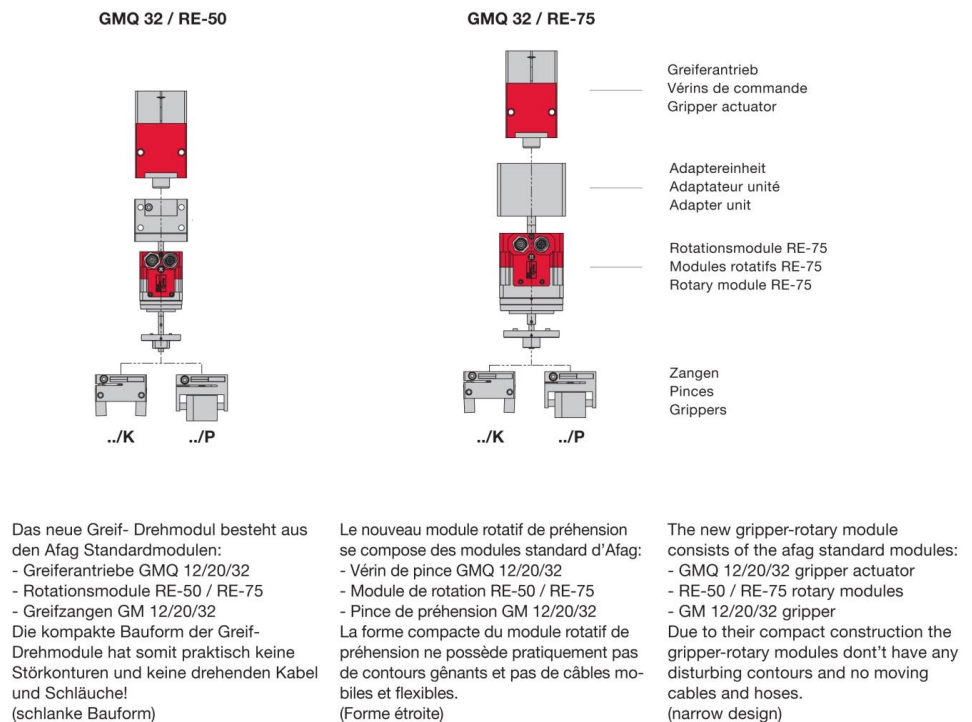 GMQ 32 / RE-50
GMQ 32 / RE-75
Greiferantrieb
Vérins de commande
Gripper actuator
Adaptereinheit
Adaptateur unité
Adapter unit
Rotationsmodule RE-75
Modules rotatifs RE-75
Rotary module RE-75
Zangen
Pinces
Grippers
../K
../P
../K
../P
Das neue Greif- Drehmodul besteht aus
den Afag Standardmodulen:
- Greiferantriebe GMQ 12/20/32
- Rotationsmodule RE-50 / RE-75
- Greifzangen GM 12/20/32
Die kompakte Bauform der Greif-
Drehmodule hat somit praktisch keine
Störkonturen und keine drehenden Kabel
und Schläuche!
(schlanke Bauform)
Le nouveau module rotatif de préhension
se compose des modules standard d'Afag:
- Vérin de pince GMQ 12/20/32
- Module de rotation RE-50 / RE-75
- Pince de préhension GM 12/20/32
La forme compacte du module rotatif de
préhension ne possède pratiquement pas
de contours gênants et pas de câbles mo-
biles et flexibles.
(Forme étroite)
The new gripper-rotary module
consists of the afag standard modules:
- GMQ 12/20/32 gripper actuator
- RE-50 / RE-75 rotary modules
- GM 12/20/32 gripper
Due to their compact construction the
gripper-rotary modules dont't have any
disturbing contours and no moving
cables and hoses.
(narrow design)